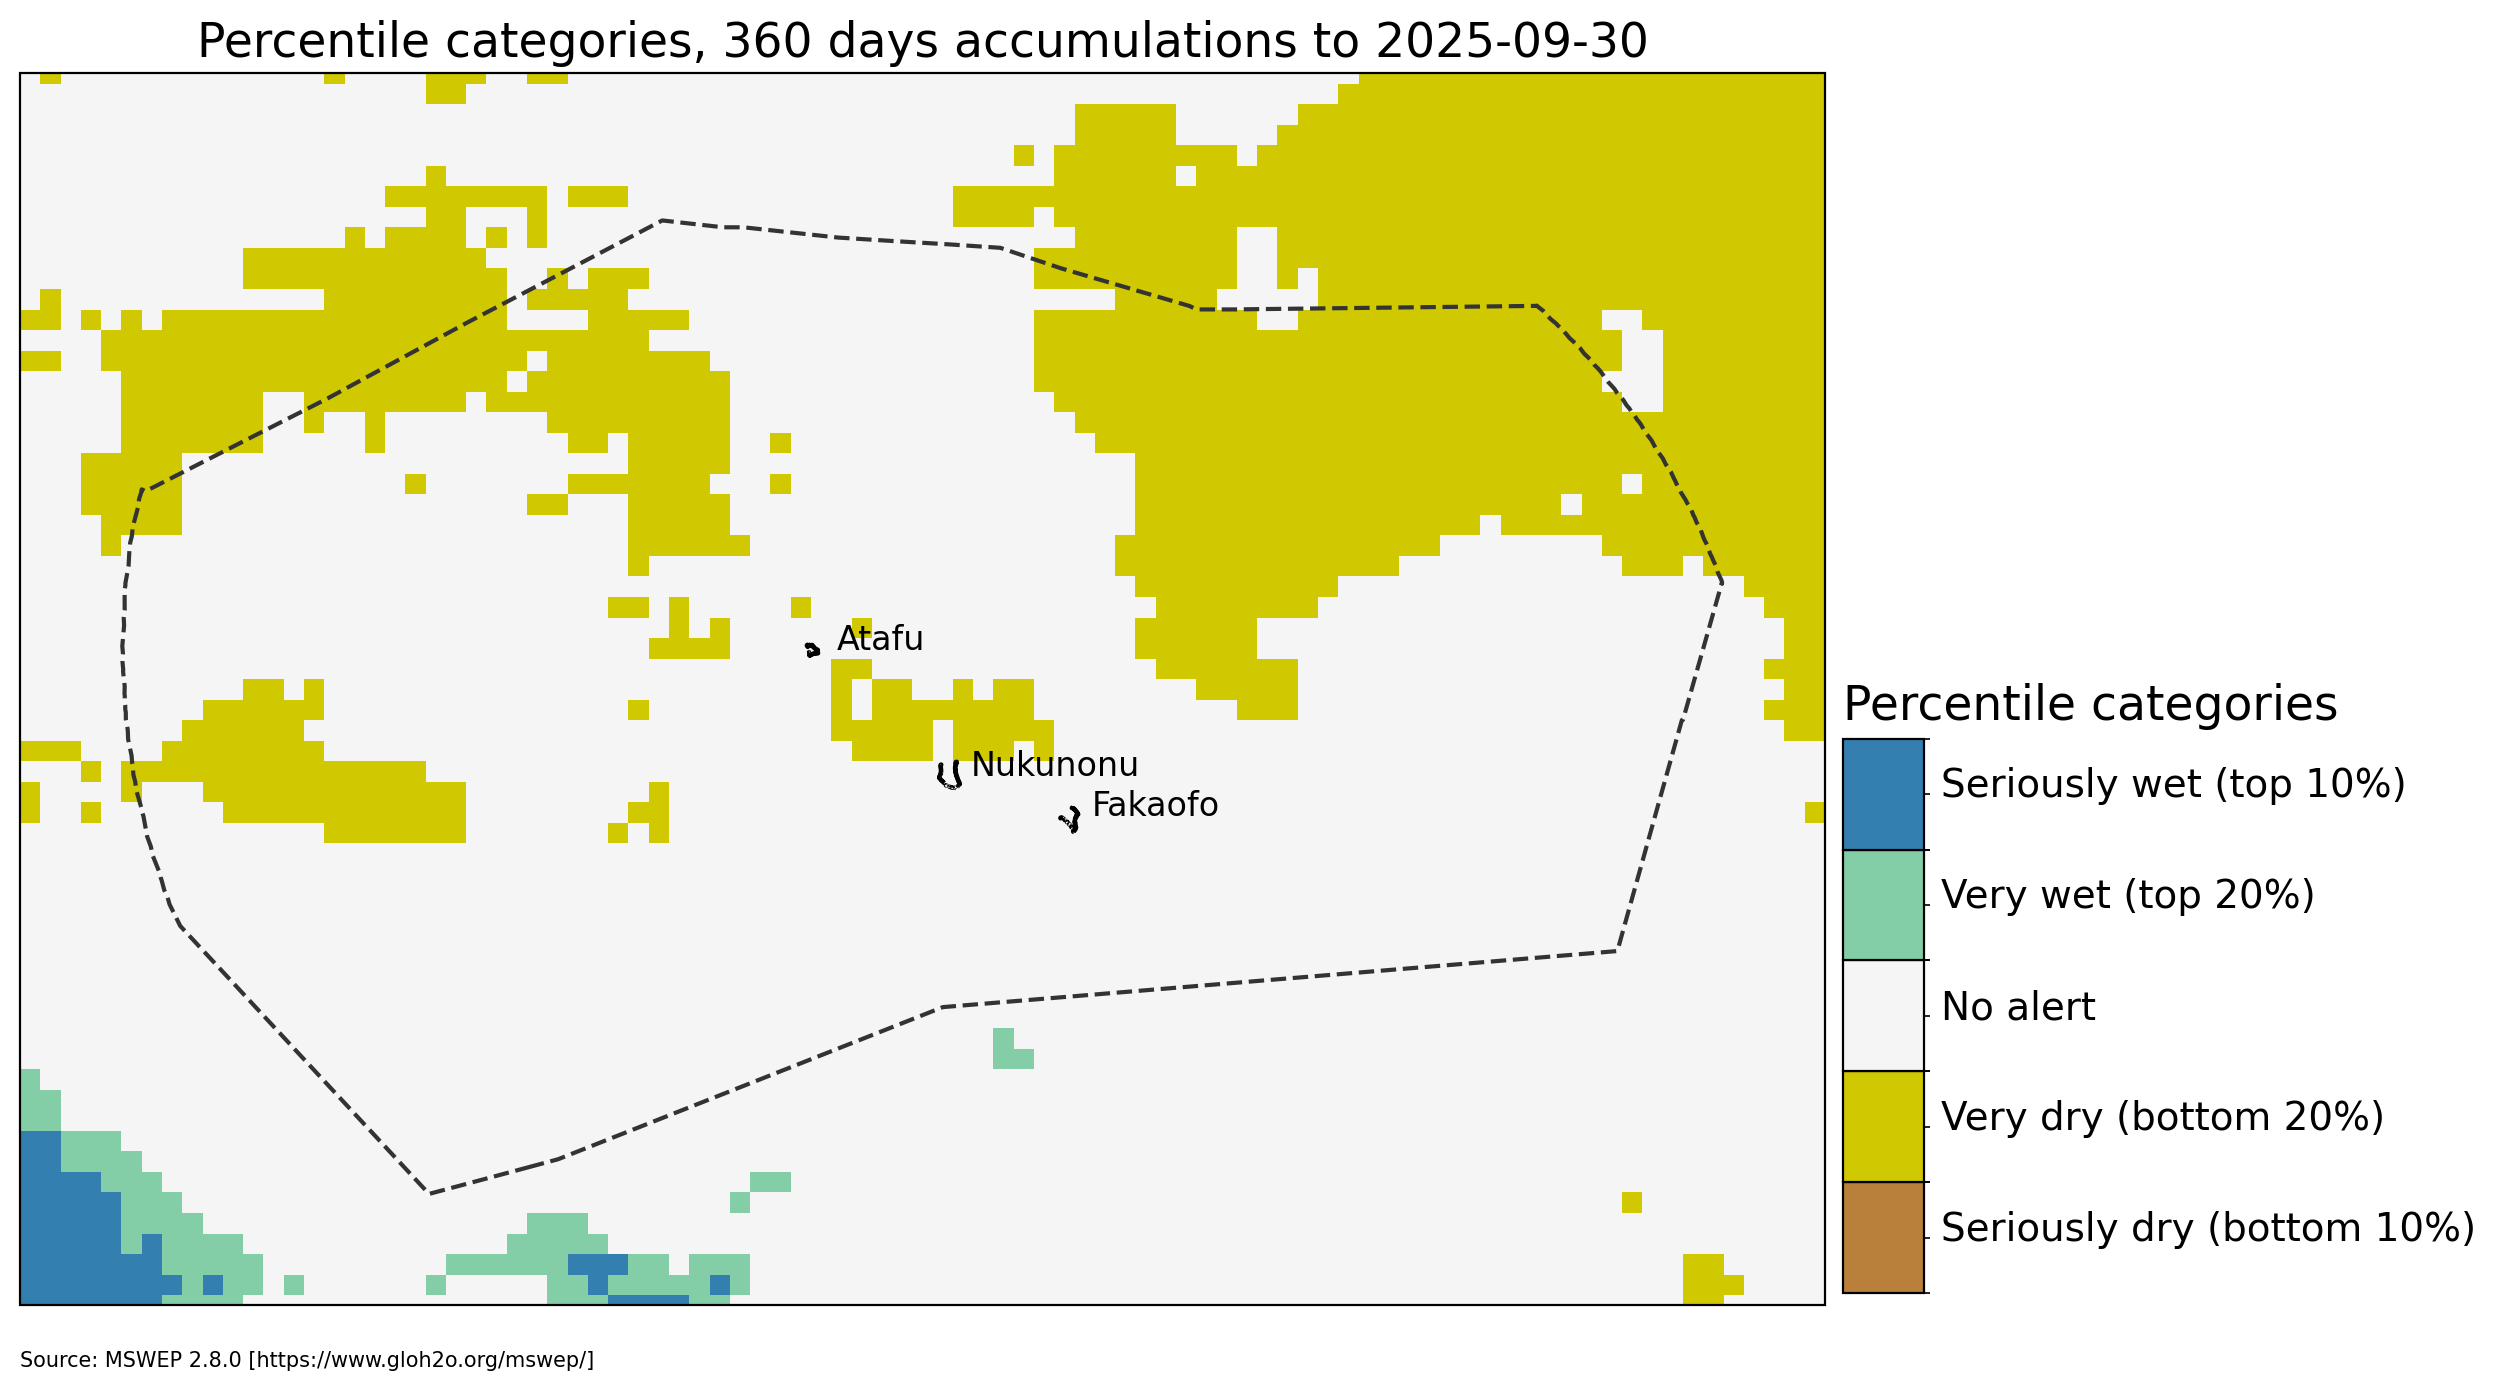 Percentile categories, 360 days accumulations to 2025-09-30
Atafu
Nukunonu
Fakaofo
Percentile categories
Seriously wet (top 10%)
Very wet (top 20%)
No alert
Very dry (bottom 20%)
Seriously dry (bottom 10%)
Source: MSWEP 2.8.0 [https://www.gloh2o.org/mswep/]